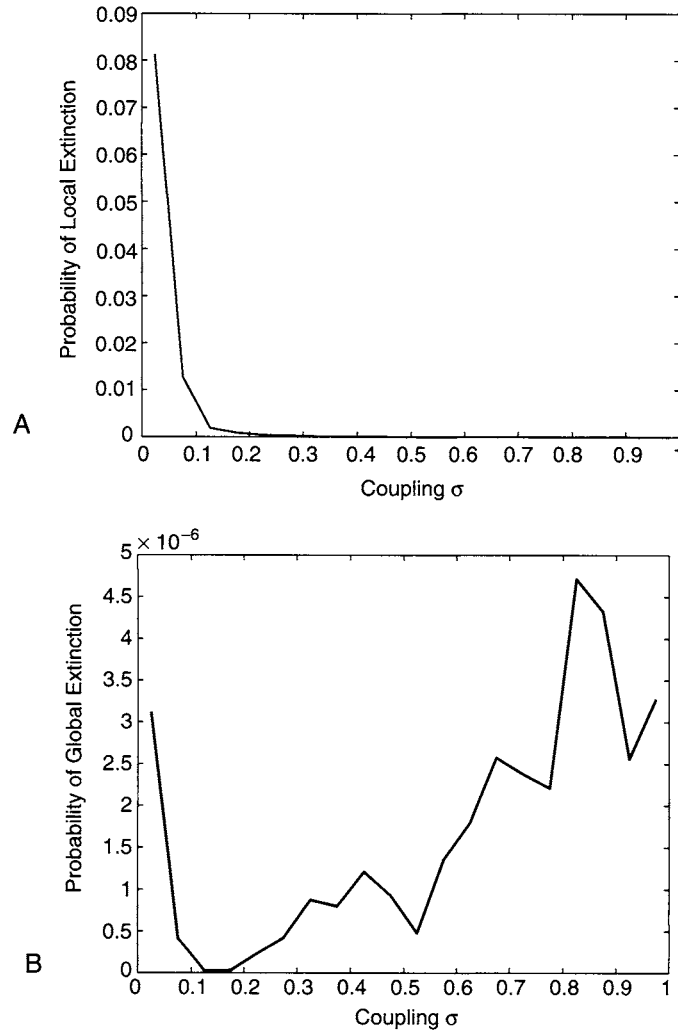 0.09
0.08
0.07
0.06
0.05
0.04
0.03
0.02
0.01
0
Probability of Local Extinction
A
0 0.1 0.2 0.3 0.4 0.5 0.6 0.7 0.8 0.9
Coupling σ
5 × 10⁻⁶
4.5
4
3.5
3
2.5
2
1.5
1
0.5
0
Probability of Global Extinction
B
0 0.1 0.2 0.3 0.4 0.5 0.6 0.7 0.8 0.9 1
Coupling σ